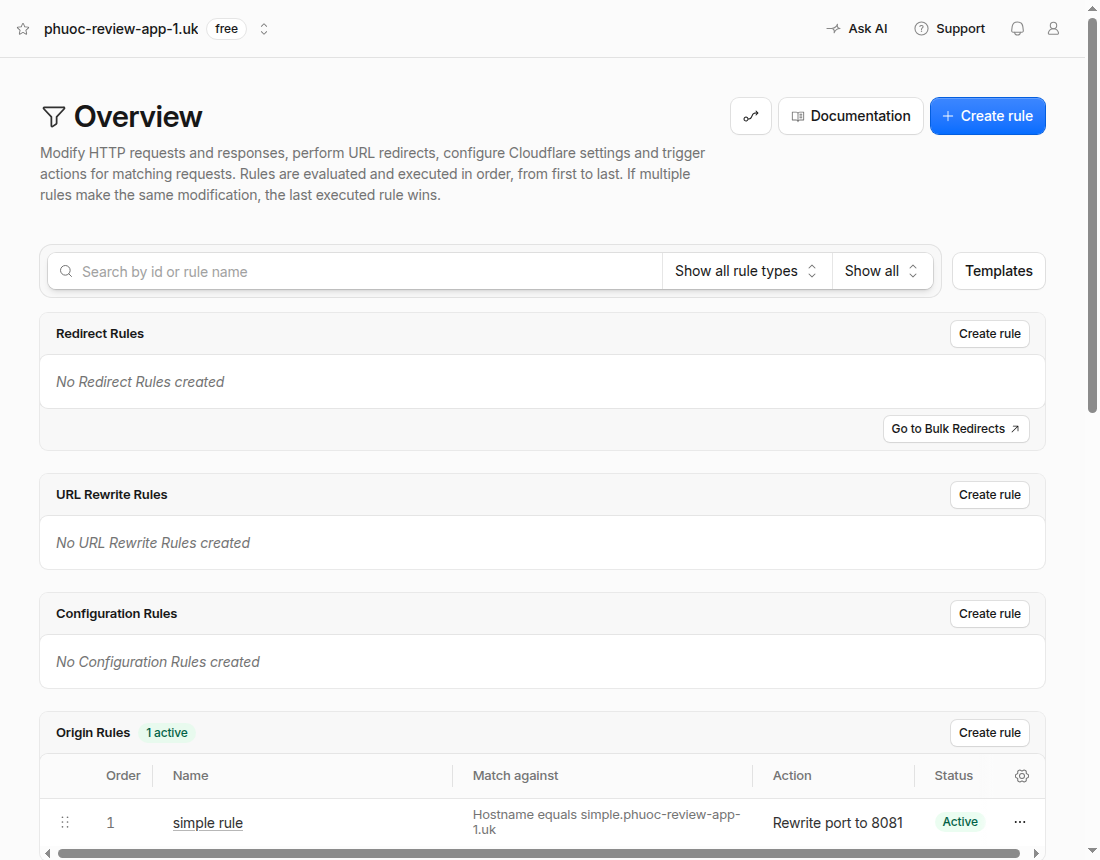 phuoc-review-app-1.uk free Ask AI Support
Overview Documentation Create rule
Modify HTTP requests and responses, perform URL redirects, configure Cloudflare settings and trigger
actions for matching requests. Rules are evaluated and executed in order, from first to last. If multiple
rules make the same modification, the last executed rule wins.
Search by id or rule name Show all rule types Show all Templates
Redirect Rules Create rule
No Redirect Rules created
Go to Bulk Redirects
URL Rewrite Rules Create rule
No URL Rewrite Rules created
Configuration Rules Create rule
No Configuration Rules created
Origin Rules 1 active Create rule
Order Name Match against Action Status
1 simple rule Hostname equals simple.phuoc-review-app-
1.uk Rewrite port to 8081 Active